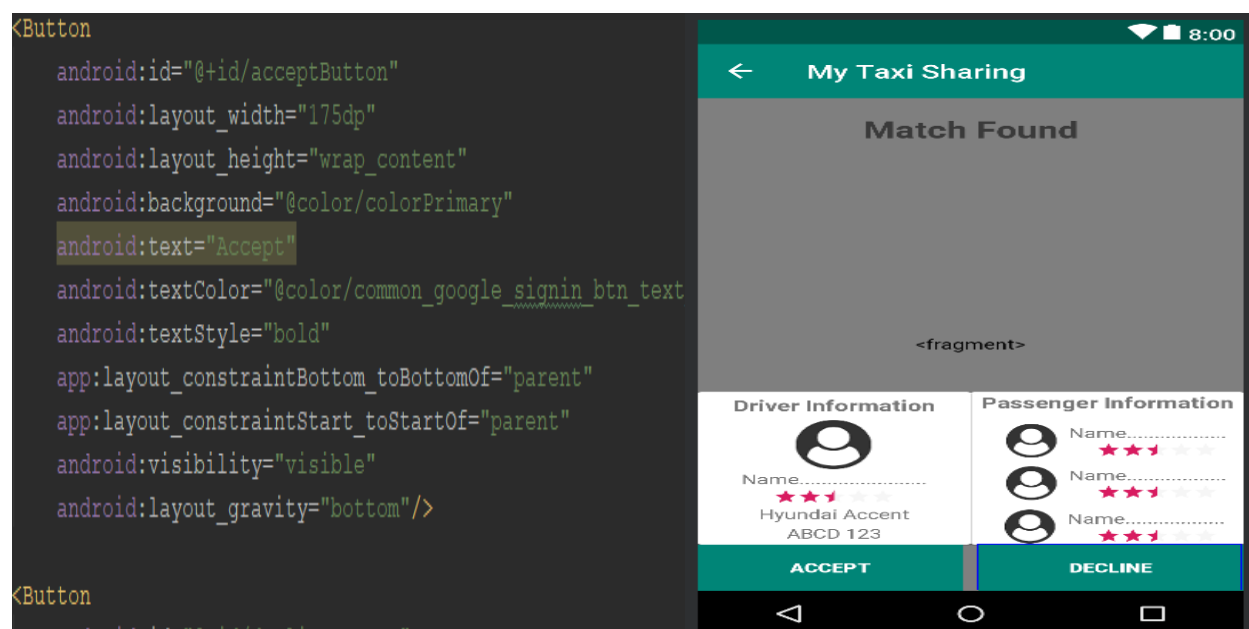 <Button
android:id="@+id/acceptButton"
android:layout_width="175dp"
android:layout_height="wrap_content"
android:background="@color/colorPrimary"
android:text="Accept"
android:textColor="@color/common_google_signin_btn_text
android:textStyle="bold"
app:layout_constraintBottom_toBottomOf="parent"
app:layout_constraintStart_toStartOf="parent"
android:visibility="visible"
android:layout_gravity="bottom"/>
<Button
8:00
My Taxi Sharing
Match Found
<fragment>
Driver Information
Name.......................
Hyundai Accent
ABCD 123
Passenger Information
Name..................
Name..................
Name..................
ACCEPT
DECLINE